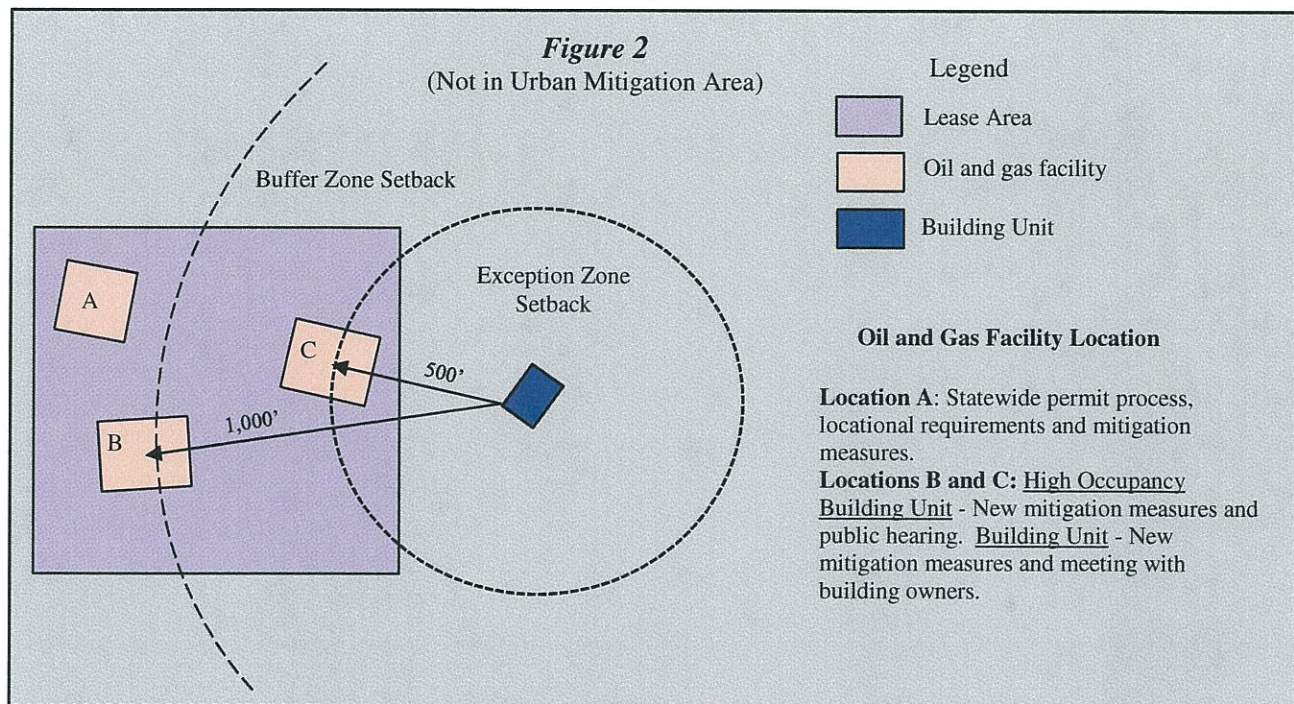 Figure 2
(Not in Urban Mitigation Area)
Legend
Lease Area
Oil and gas facility
Building Unit
Buffer Zone Setback
Exception Zone
Setback
A
C
B
500’
1,000’
Oil and Gas Facility Location
Location A: Statewide permit process,
locational requirements and mitigation
measures.
Locations B and C: High Occupancy
Building Unit - New mitigation measures and
public hearing. Building Unit - New
mitigation measures and meeting with
building owners.